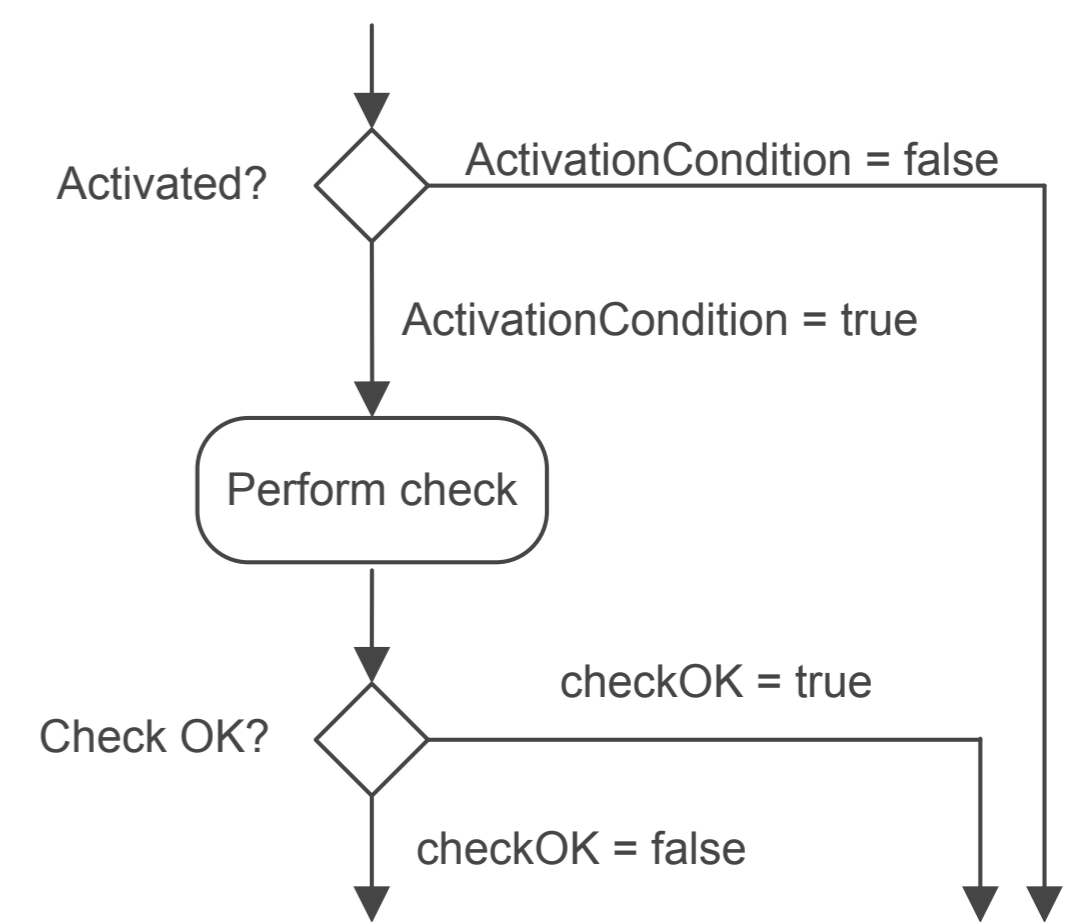 Activated?
ActivationCondition = false
ActivationCondition = true
Perform check
checkOK = true
Check OK?
checkOK = false